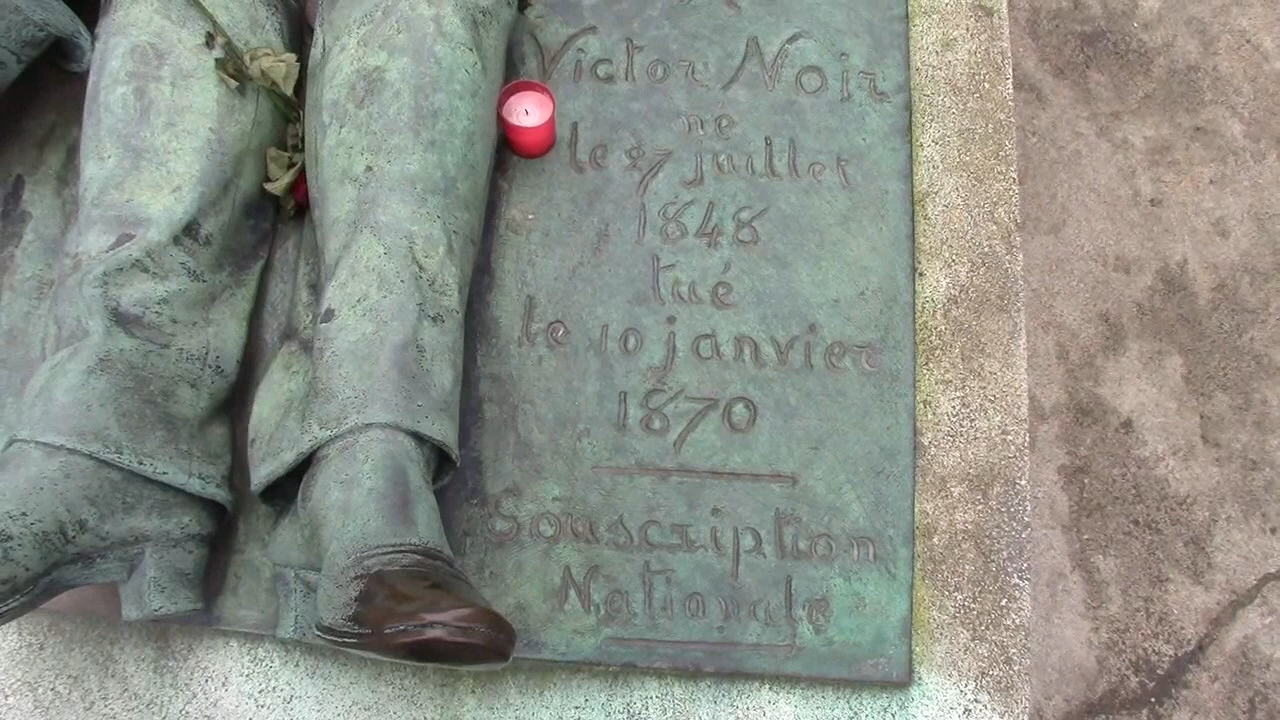 Victor Noir
né
le 27 juillet
1848
tué
le 10 janvier
1870
Souscription
Nationale